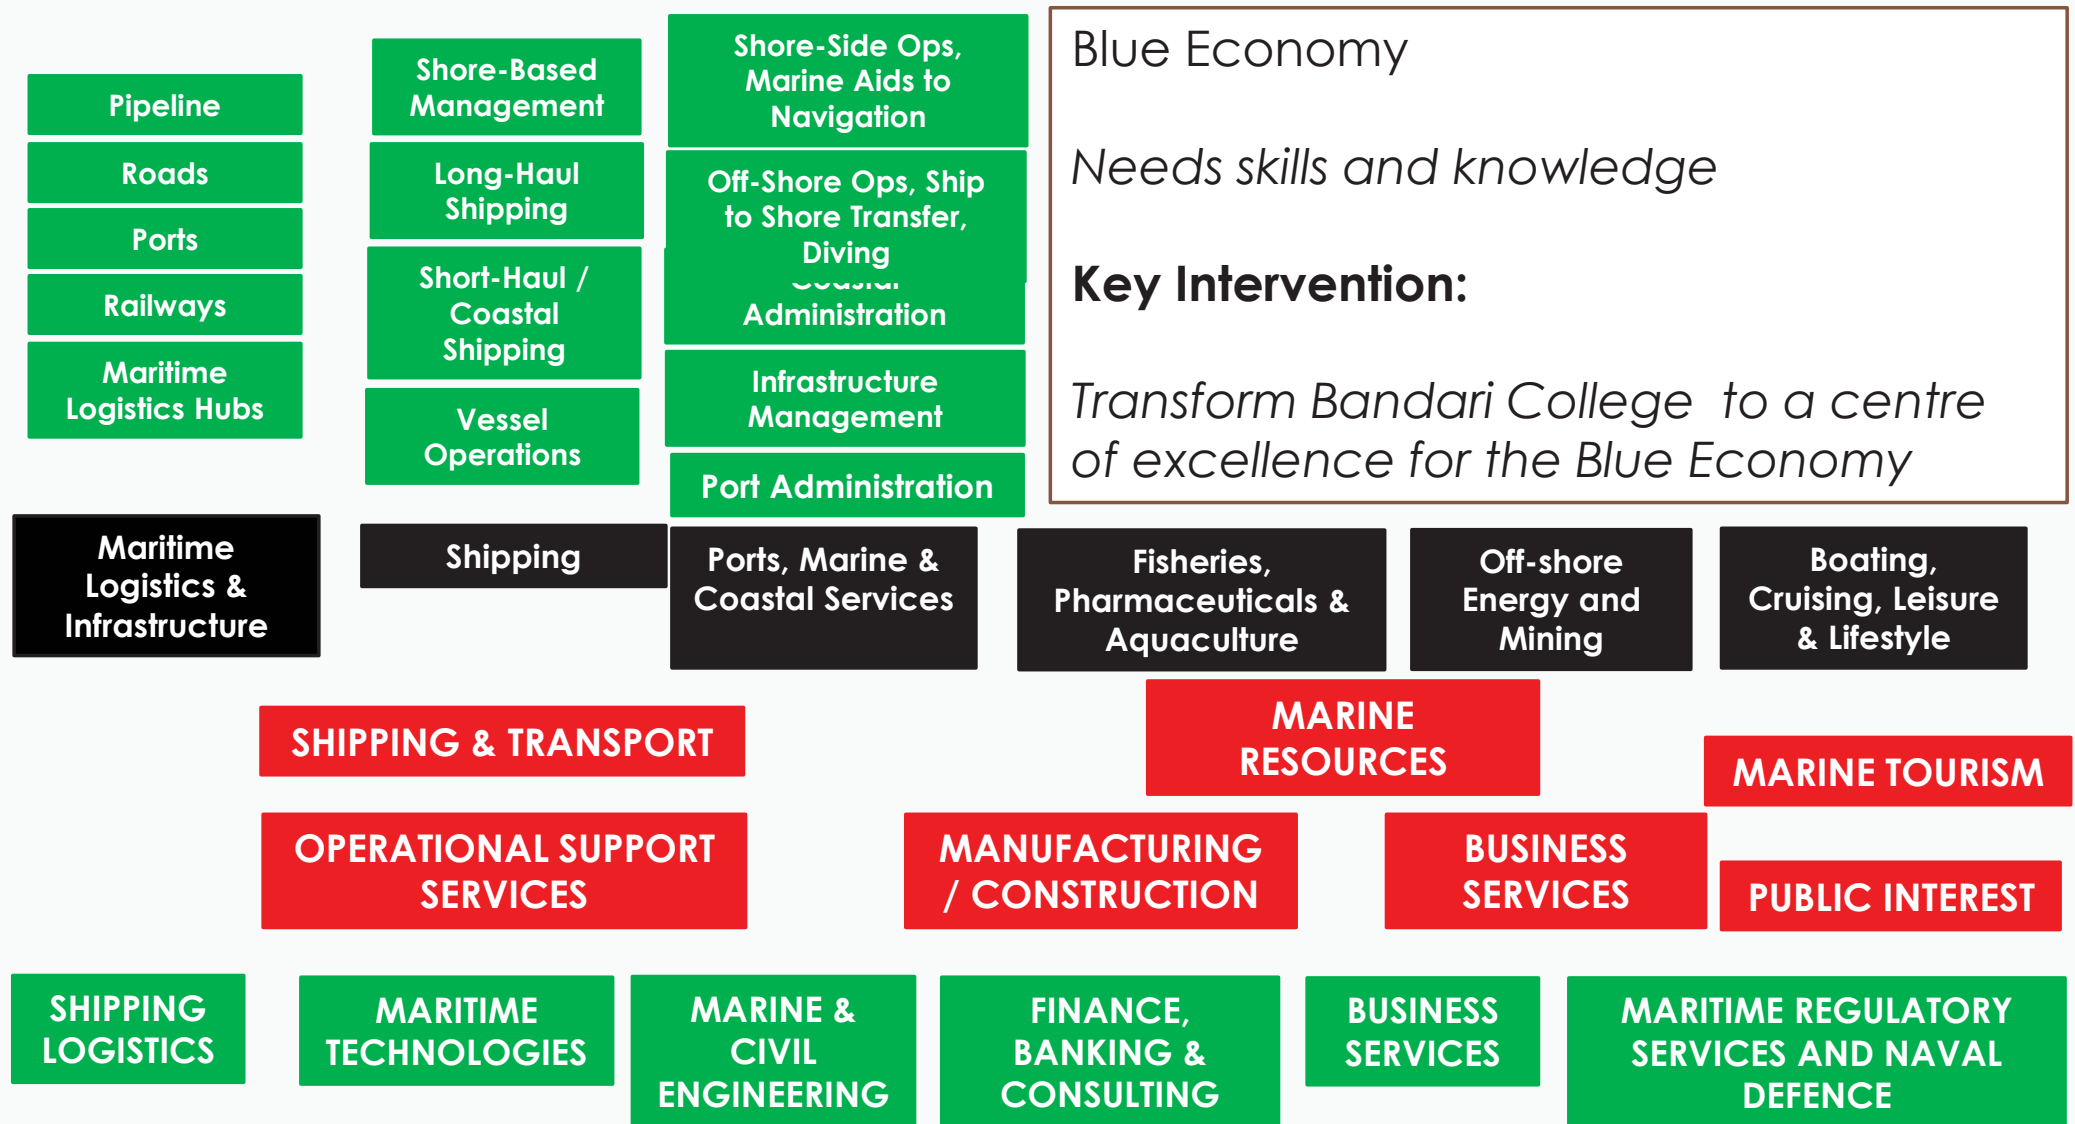 Pipeline
Roads
Ports
Railways
Maritime
Logistics Hubs
Shore-Based
Management
Long-Haul
Shipping
Short-Haul /
Coastal
Shipping
Vessel
Operations
Shore-Side Ops,
Marine Aids to
Navigation
Off-Shore Ops, Ship
to Shore Transfer,
Diving
Coastal
Administration
Infrastructure
Management
Port Administration
Blue Economy
Needs skills and knowledge
Key Intervention:
Transform Bandari College to a centre
of excellence for the Blue Economy
Maritime
Logistics &
Infrastructure
Shipping
Ports, Marine &
Coastal Services
Fisheries,
Pharmaceuticals &
Aquaculture
Off-shore
Energy and
Mining
Boating,
Cruising, Leisure
& Lifestyle
SHIPPING & TRANSPORT
MARINE
RESOURCES
MARINE TOURISM
OPERATIONAL SUPPORT
SERVICES
MANUFACTURING
/ CONSTRUCTION
BUSINESS
SERVICES
PUBLIC INTEREST
SHIPPING
LOGISTICS
MARITIME
TECHNOLOGIES
MARINE &
CIVIL
ENGINEERING
FINANCE,
BANKING &
CONSULTING
BUSINESS
SERVICES
MARITIME REGULATORY
SERVICES AND NAVAL
DEFENCE